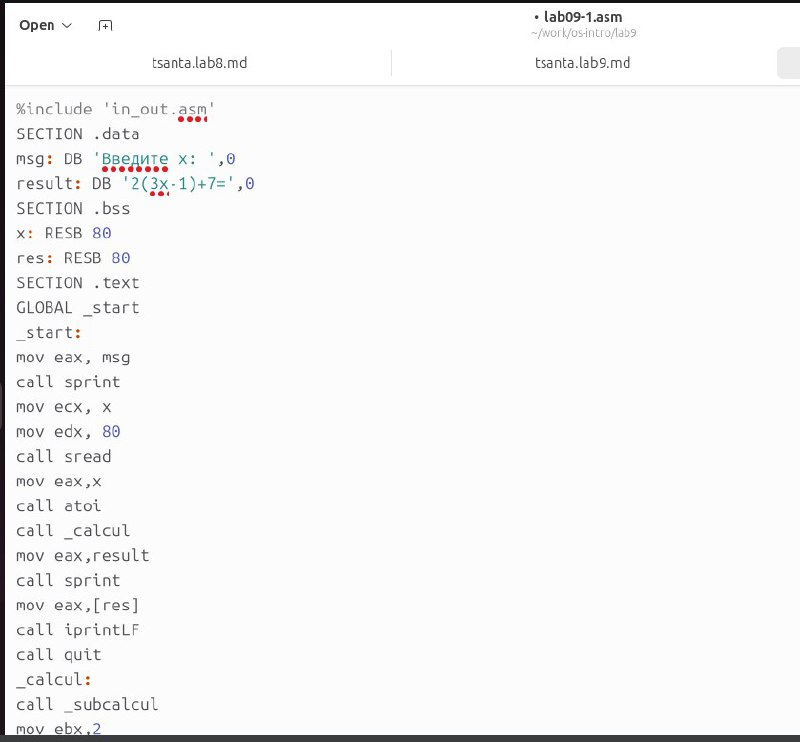 Open
• lab09-1.asm
~/work/os-intro/lab9
tsanta.lab8.md
tsanta.lab9.md
%include 'in_out.asm'
SECTION .data
msg: DB 'Введите x: ',0
result: DB '2(3x-1)+7=',0
SECTION .bss
x: RESB 80
res: RESB 80
SECTION .text
GLOBAL _start
_start:
mov eax, msg
call sprint
mov ecx, x
mov edx, 80
call sread
mov eax,x
call atoi
call _calcul
mov eax,result
call sprint
mov eax,[res]
call iprintLF
call quit
_calcul:
call _subcalcul
mov ebx,2